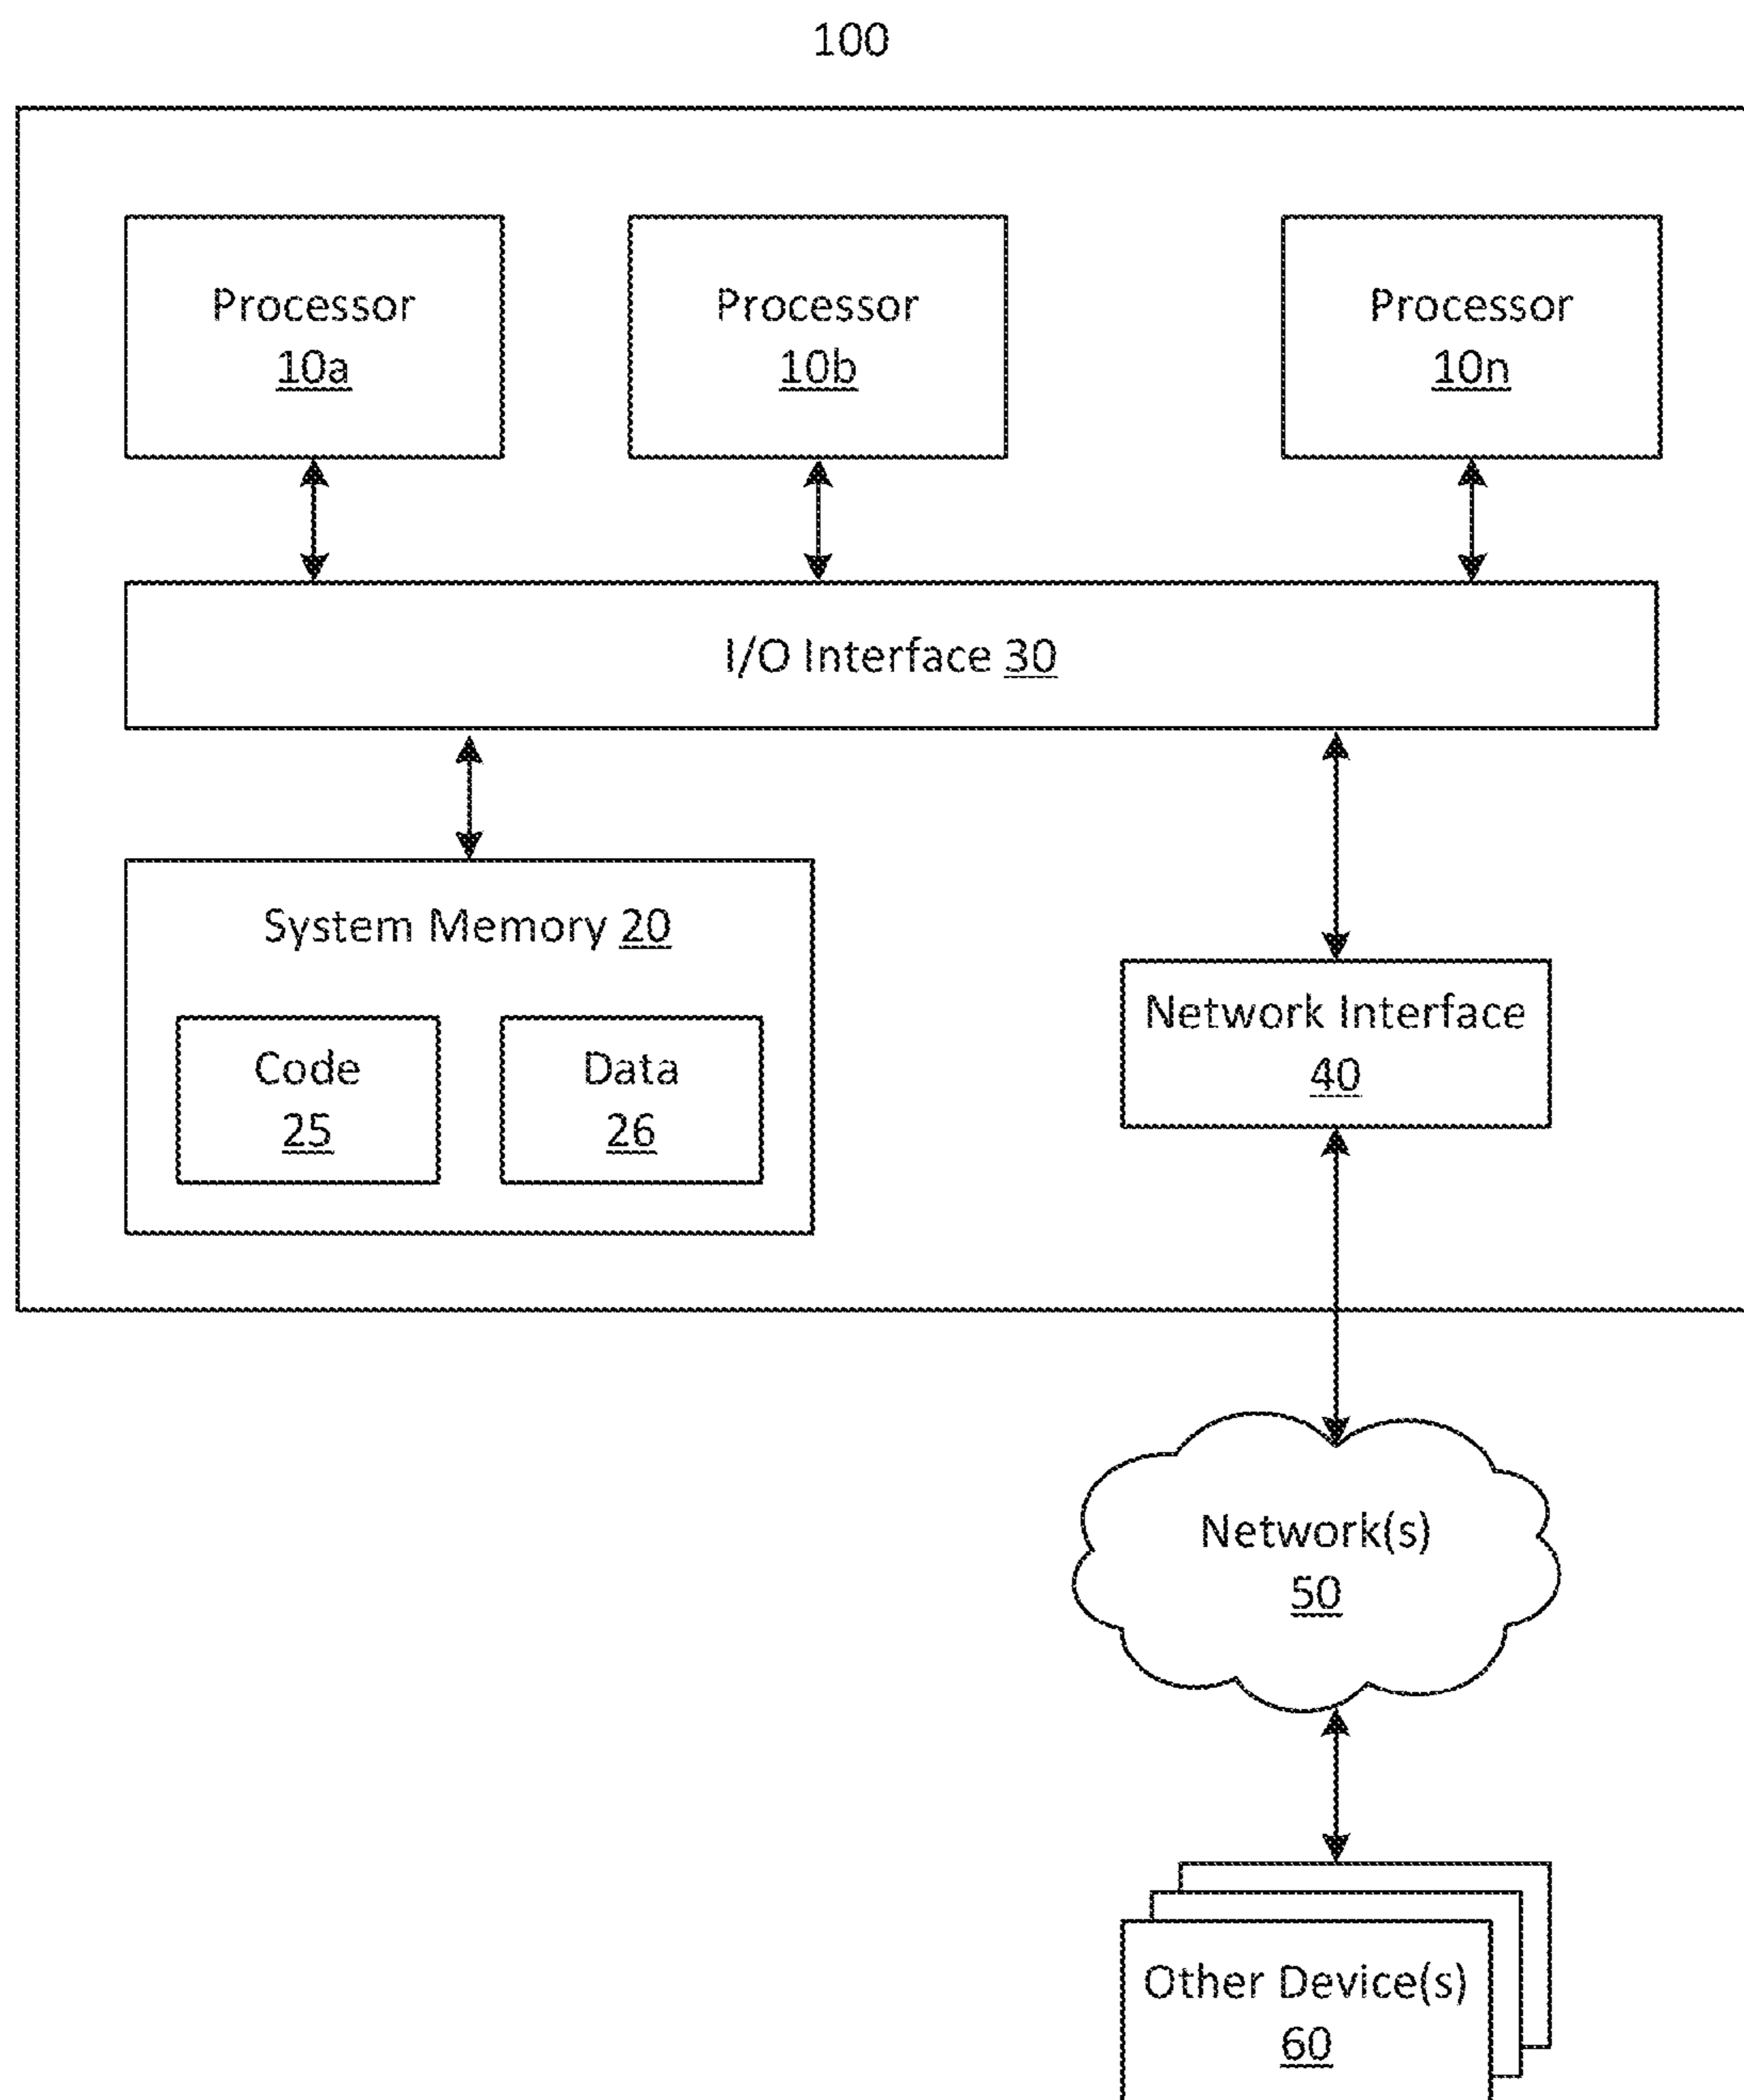 100
Processor
10a
Processor
10b
Processor
10n
I/O Interface 30
System Memory 20
Code
25
Data
26
Network Interface
40
Network(s)
50
Other Device(s)
60